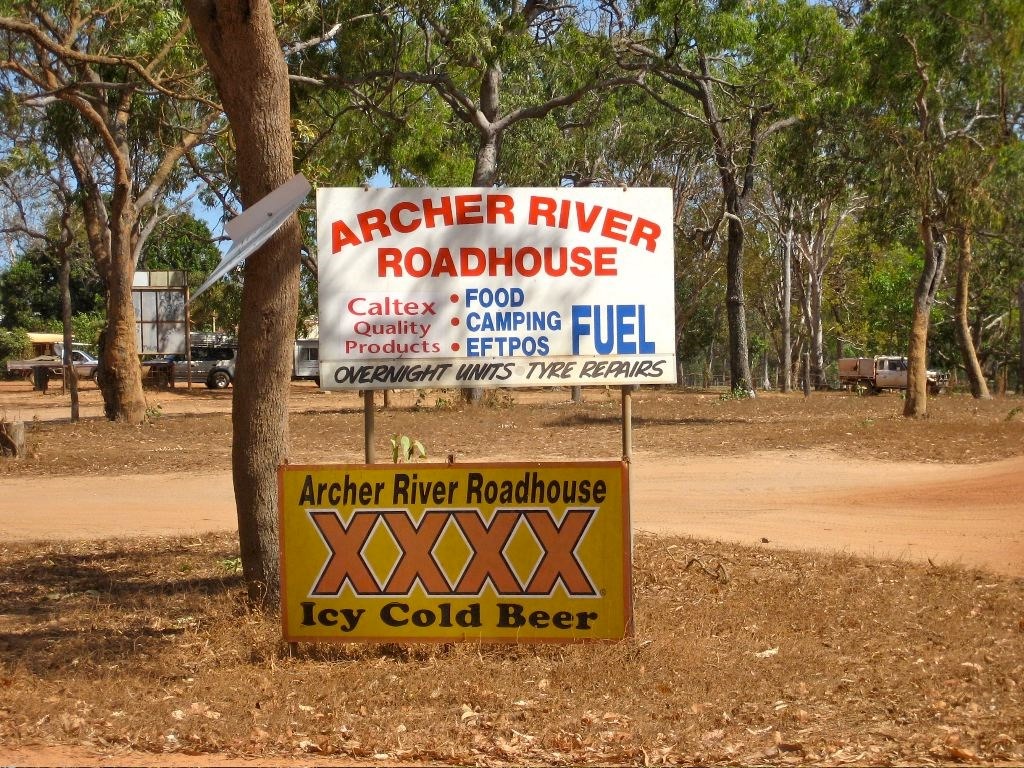 ARCHER RIVER
ROADHOUSE
Caltex
Quality
Products
• FOOD
• CAMPING
• EFTPOS
FUEL
OVERNIGHT UNITS TYRE REPAIRS
Archer River Roadhouse
XXXX
Icy Cold Beer